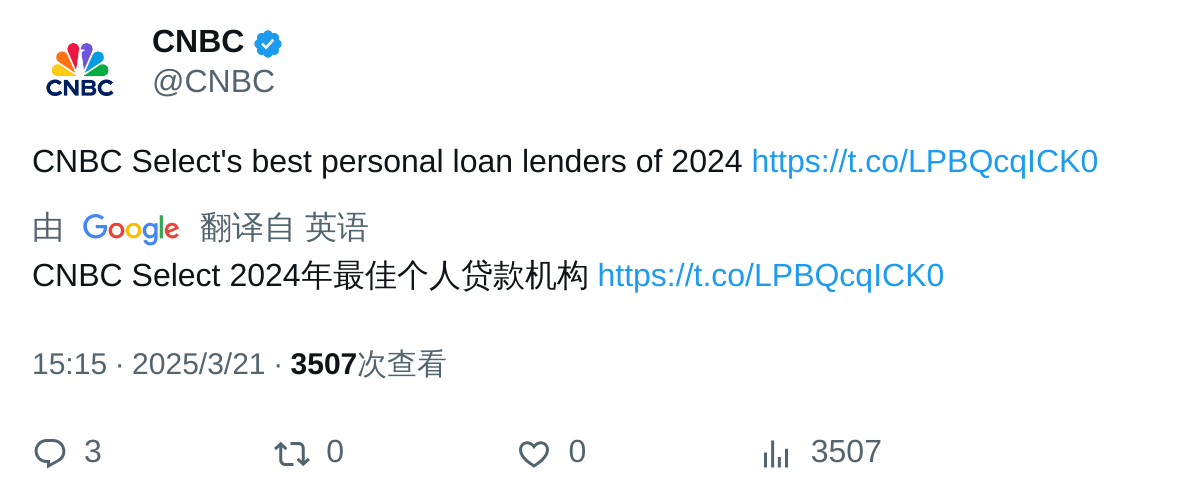 CNBC
CNBC
@CNBC
CNBC Select's best personal loan lenders of 2024 https://t.co/LPBQcqICK0
由 Google 翻译自 英语
CNBC Select 2024年最佳个人贷款机构 https://t.co/LPBQcqICK0
15:15 · 2025/3/21 · 3507次查看
3 0 0 3507